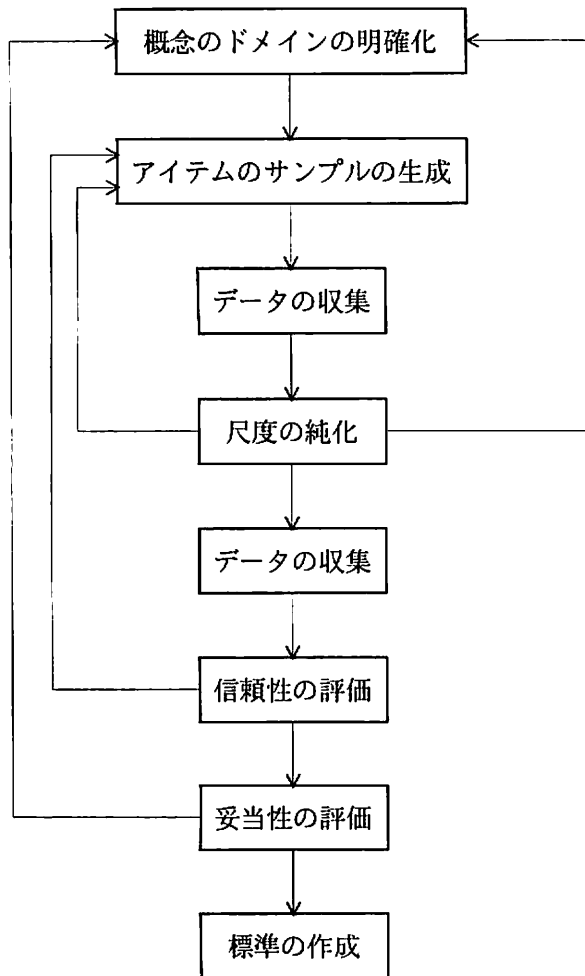 概念のドメインの明確化
アイテムのサンプルの生成
データの収集
尺度の純化
データの収集
信頼性の評価
妥当性の評価
標準の作成